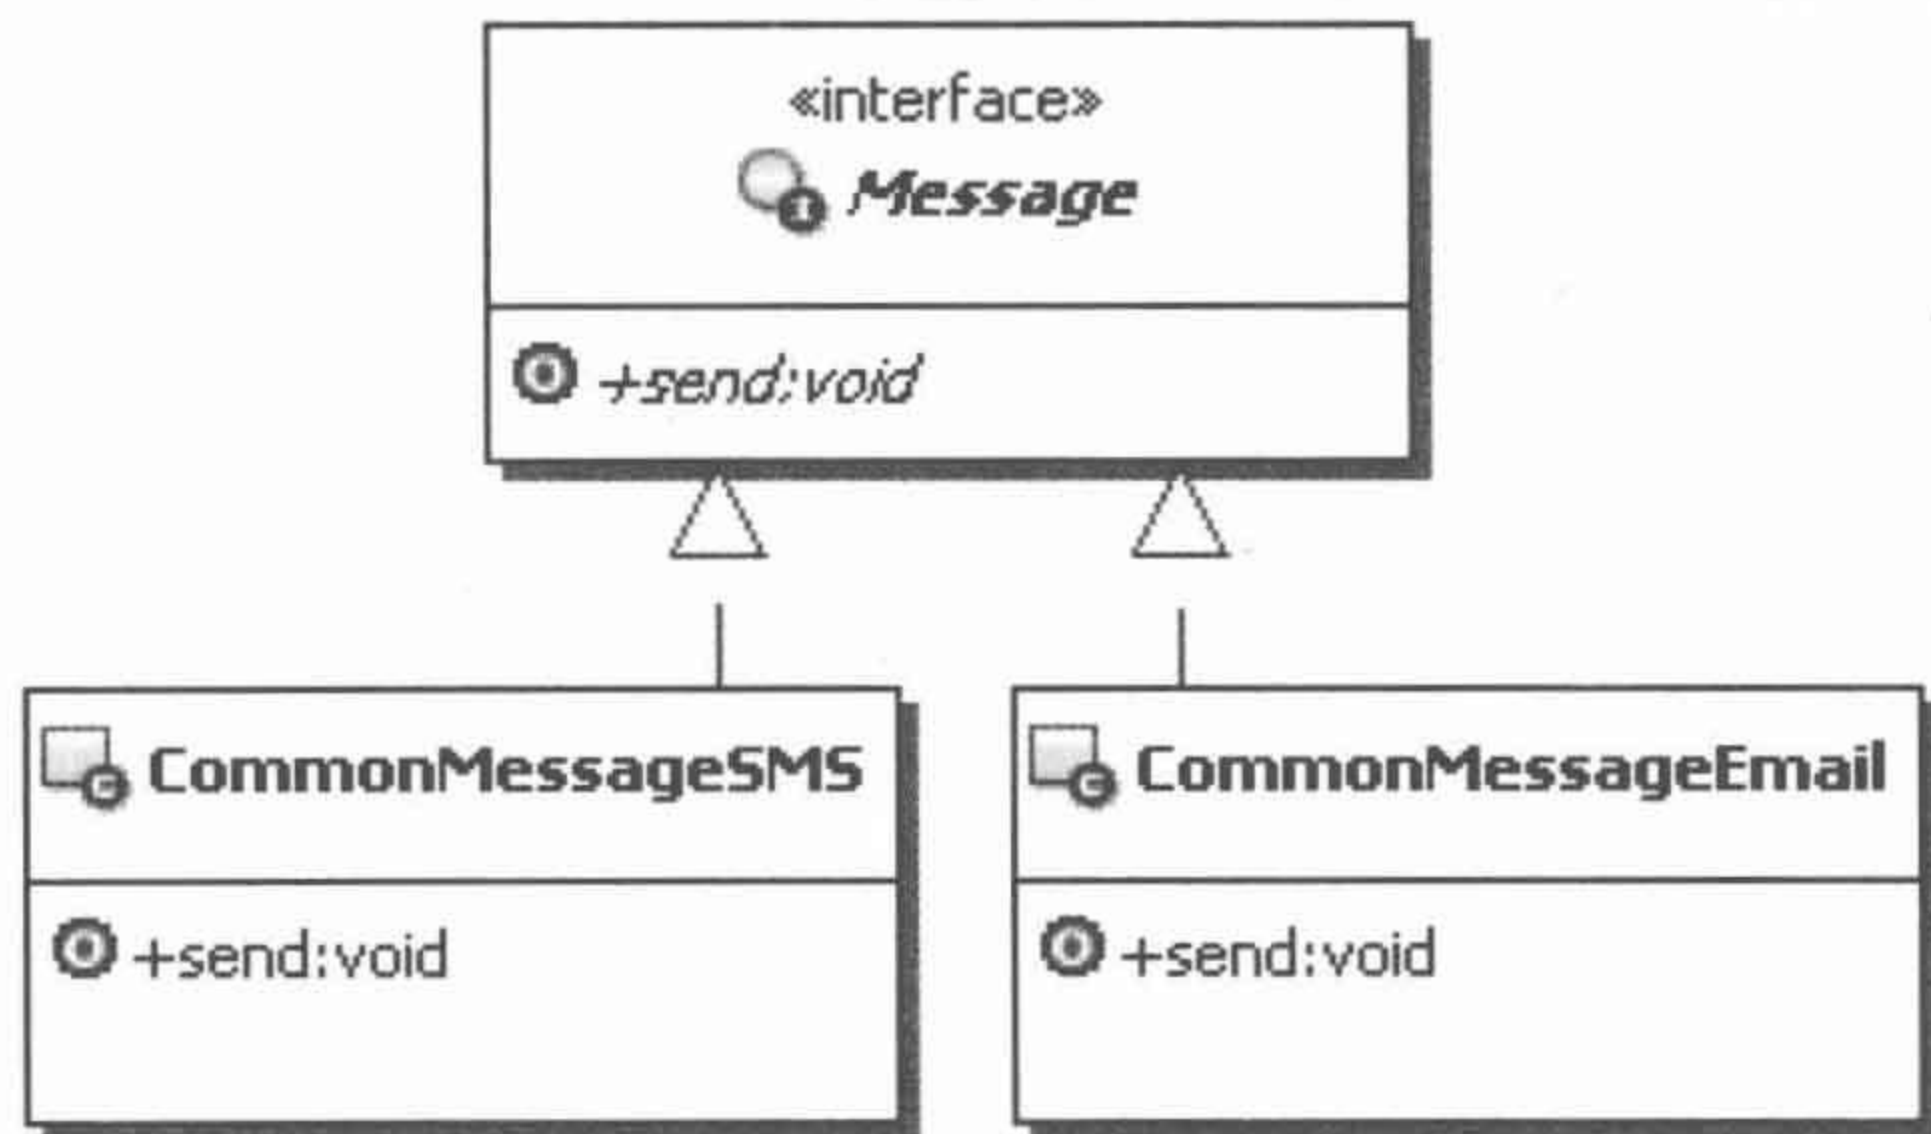 «interface»
Message
+send:void
CommonMessageSMS
+send:void
CommonMessageEmail
+send:void